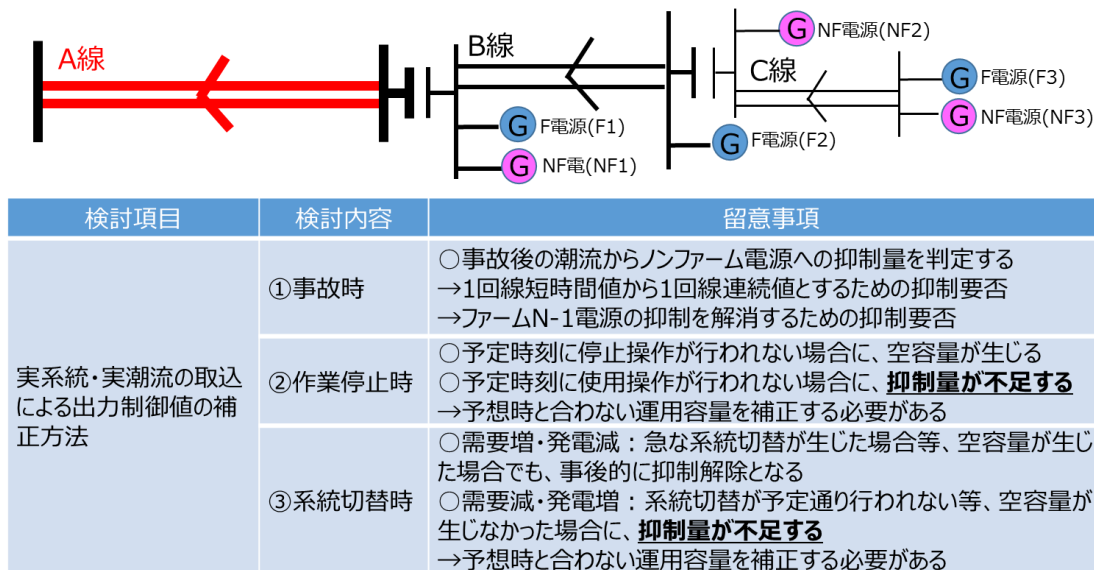 A線
B線
C線
G NF電源(NF2)
G F電源(F3)
G NF電源(NF3)
G F電源(F1)
G F電源(F2)
G NF電(NF1)
検討項目
検討内容
留意事項
実系統・実潮流の取込
による出力制御値の補
正方法
①事故時
○事故後の潮流からノンファーム電源への抑制量を判定する
→1回線短時間値から1回線連続値とするための抑制要否
→ファームN-1電源の抑制を解消するための抑制要否
②作業停止時
○予定時刻に停止操作が行われない場合に、空容量が生じる
○予定時刻に使用操作が行われない場合に、抑制量が不足する
→予想時と合わない運用容量を補正する必要がある
③系統切替時
○需要増・発電減：急な系統切替が生じた場合等、空容量が生じ
た場合でも、事後的に抑制解除となる
○需要減・発電増：系統切替が予定通り行われない等、空容量が
生じなかった場合に、抑制量が不足する
→予想時と合わない運用容量を補正する必要がある